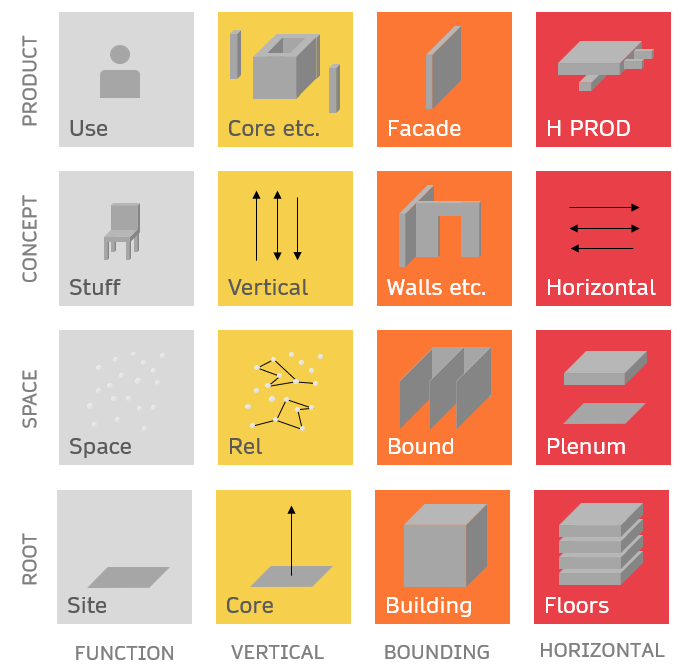 PRODUCT
Use
Core etc.
Facade
H PROD
CONCEPT
Stuff
Vertical
Walls etc.
Horizontal
SPACE
Space
Rel
Bound
Plenum
ROOT
Site
Core
Building
Floors
FUNCTION
VERTICAL
BOUNDING
HORIZONTAL